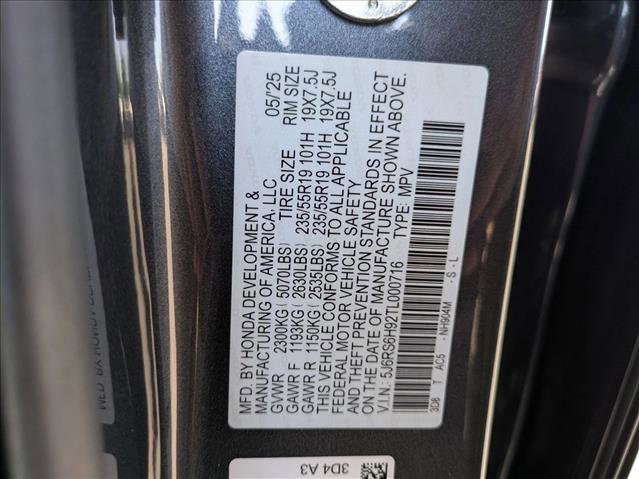 MFD. BY HONDA DEVELOPMENT &
MANUFACTURING OF AMERICA, LLC 05/'25
GVWR 2300KG(5070LBS) TIRE SIZE RIM SIZE
GAWR F 1193KG(2630LBS) 235/55R19 101H 19X7.5J
GAWR R 1150KG(2535LBS) 235/55R19 101H 19X7.5J
THIS VEHICLE CONFORMS TO ALL APPLICABLE
FEDERAL MOTOR VEHICLE SAFETY
AND THEFT PREVENTION STANDARDS IN EFFECT
ON THE DATE OF MANUFACTURE SHOWN ABOVE.
V.I.N.: 5J6RS6H92TL000716 TYPE: MPV
3D8 T AC5 - NH904M - S - L
3D4 A3